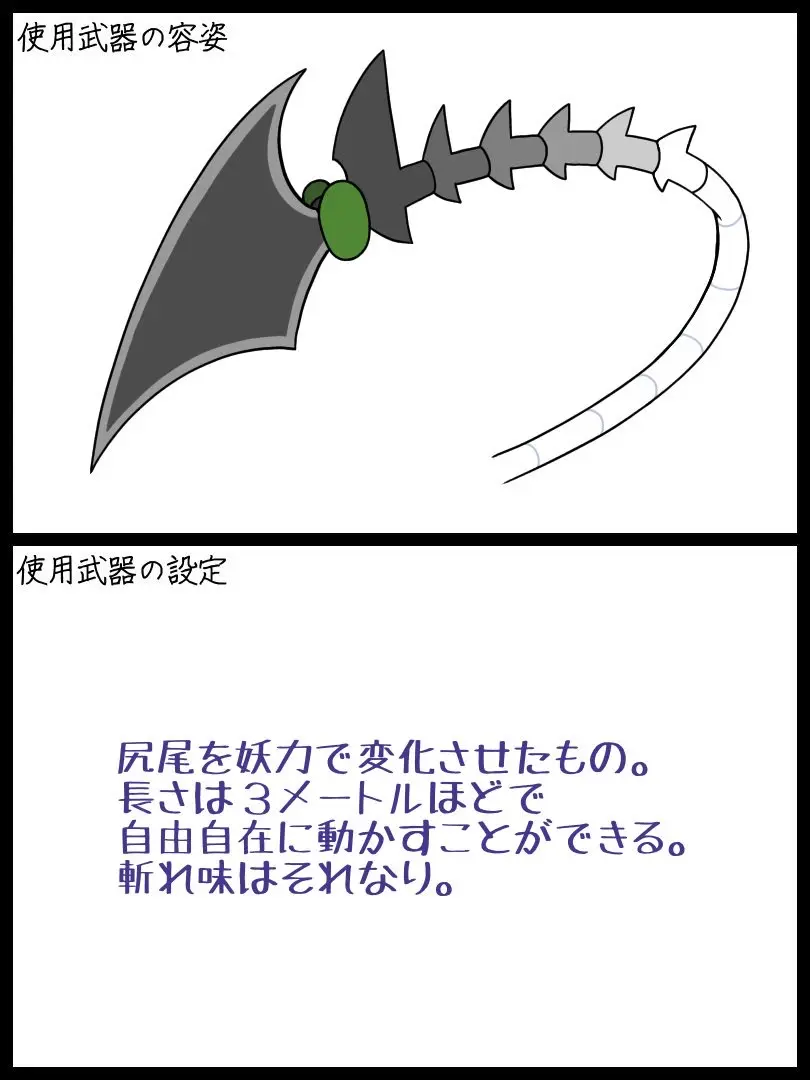 使用武器の容姿
使用武器の設定
尻尾を妖力で変化させたもの。
長さは３メートルほどで
自由自在に動かすことができる。
斬れ味はそれなり。